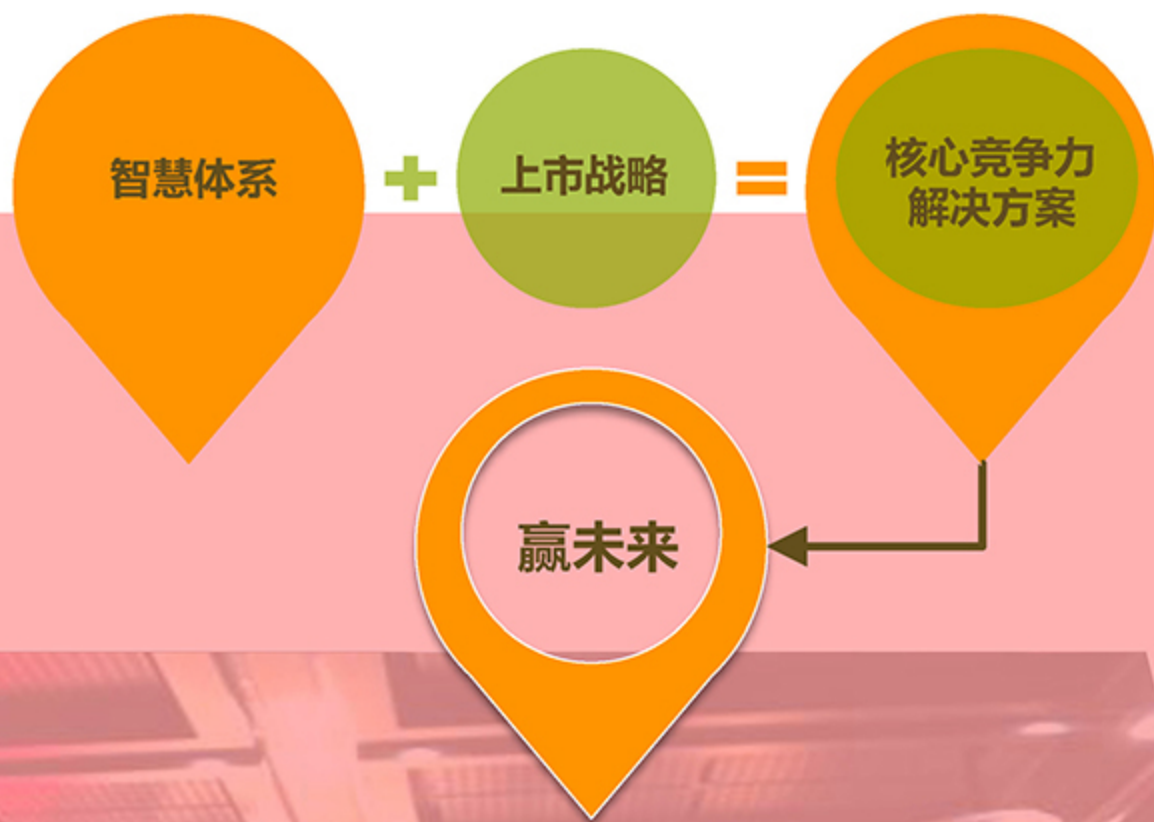 智慧体系
+
上市战略
=
核心竞争力
解决方案
赢未来